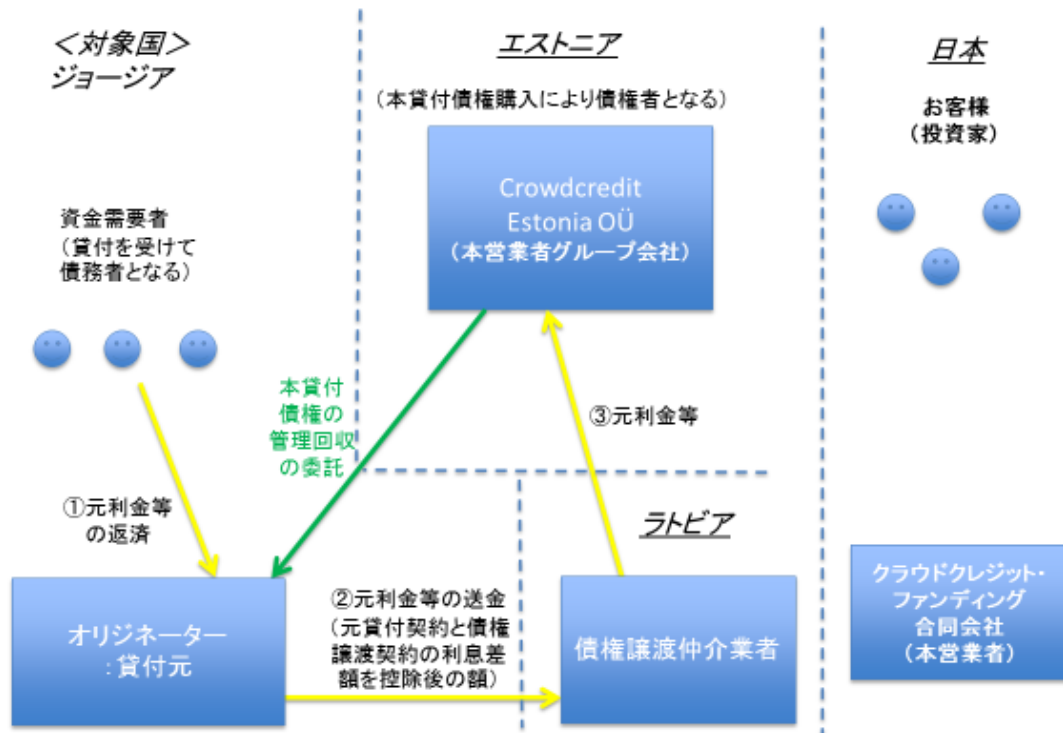 ＜対象国＞
ジョージア
資金需要者
（貸付を受けて
債務者となる）
①元利金等
の返済
オリジネーター
：貸付元
エストニア
（本貸付債権購入により債権者となる）
Crowdcredit
Estonia OÜ
（本営業者グループ会社）
本貸付
債権の
管理回収
の委託
③元利金等
②元利金等の送金
（元貸付契約と債権
譲渡契約の利息差
額を控除後の額）
ラトビア
債権譲渡仲介業者
日本
お客様
（投資家）
クラウドクレジット・
ファンディング
合同会社
（本営業者）